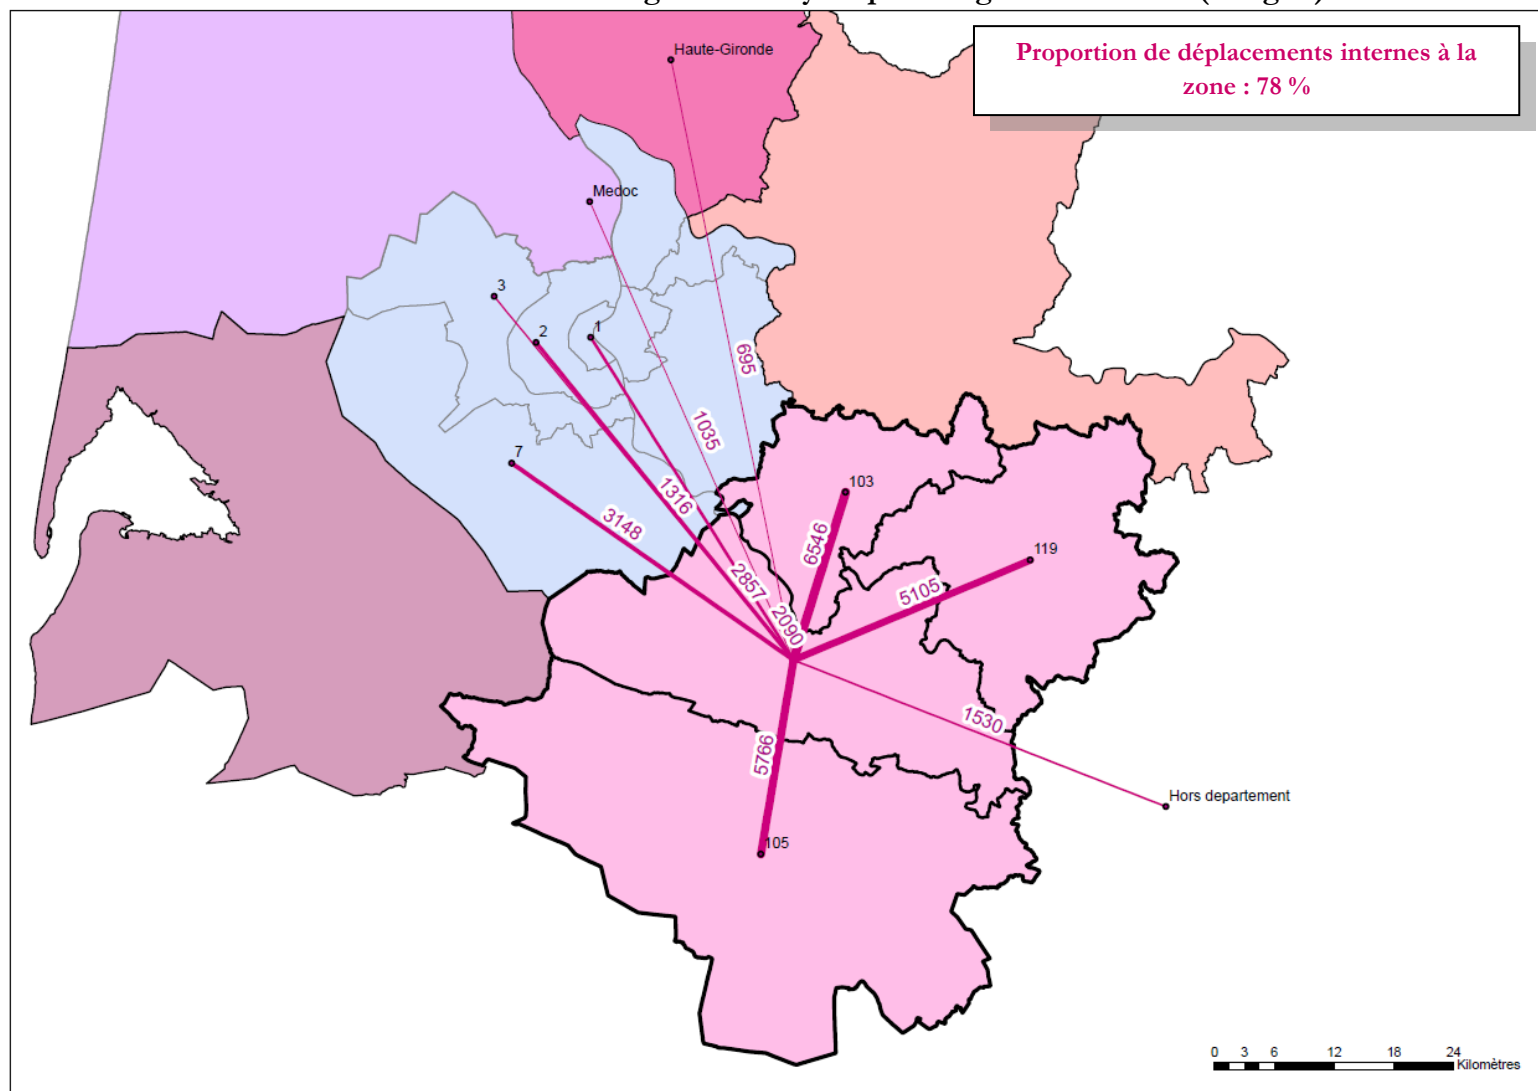 Proportion de déplacements internes à la
zone : 78 %
Haute-Gironde
Medoc
3
2
1
7
695
1035
1316
3148
2857
2090
103
6546
119
5105
1530
5766
105
Hors departement
0 3 6 12 18 24
Kilomètres